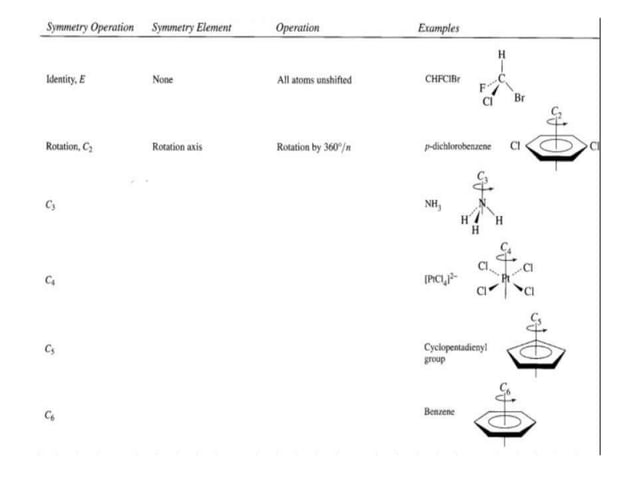 Symmetry Operation Symmetry Element Operation Examples
Identity, E None All atoms unshifted CHFClBr
H
C
F
Cl
Br
Rotation, C₂ Rotation axis Rotation by 360°/n p-dichlorobenzene
C₂
Cl Cl
C₃ NH₃
C₃
N
H H
H
C₄ [PtCl₄]²⁻
C₄
Cl Cl
Pt
Cl Cl
C₅ Cyclopentadienyl
group
C₅
C₆ Benzene
C₆